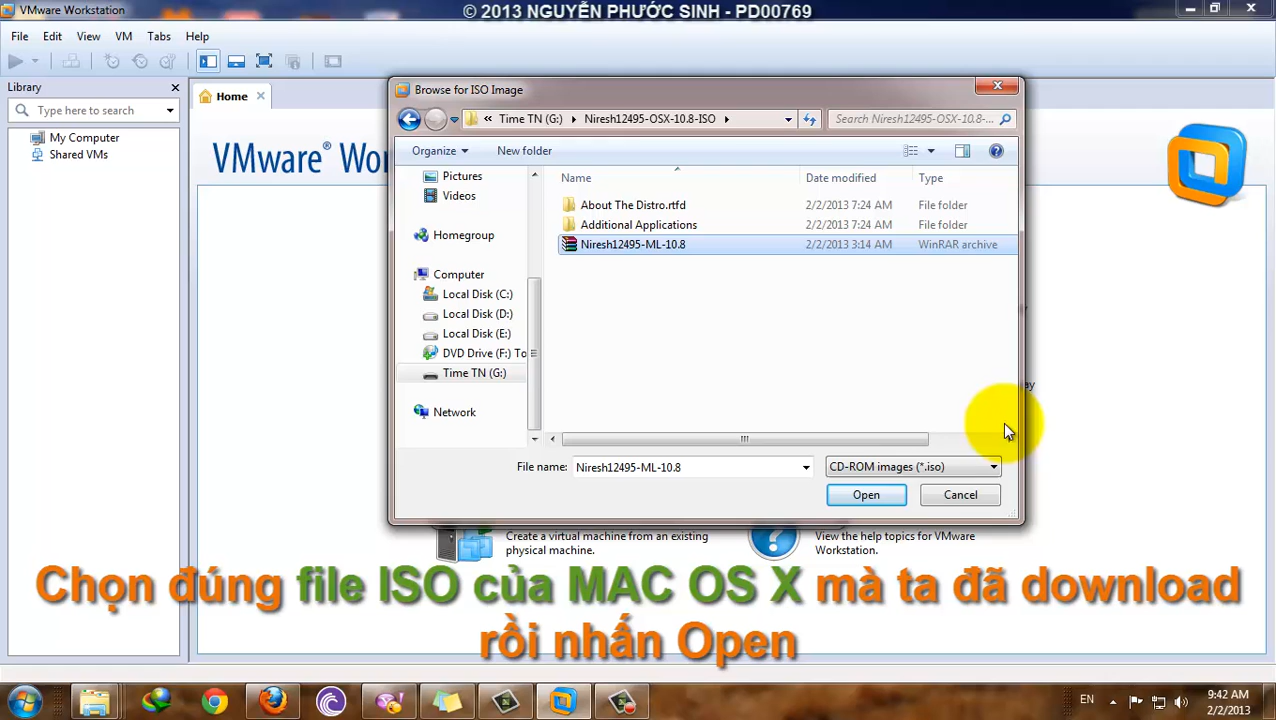 VMware Workstation
© 2013 NGUYỄN PHƯỚC SINH - PD00769
File Edit View VM Tabs Help
Library
Type here to search
My Computer
Shared VMs
Home
VMware® Wo
Browse for ISO Image
« Time TN (G:) Niresh12495-OSX-10.8-ISO
Search Niresh12495-OSX-10.8-...
Organize New folder
Name Date modified Type
Pictures
Videos
Homegroup
Computer
Local Disk (C:)
Local Disk (D:)
Local Disk (E:)
DVD Drive (F:) To
Time TN (G:)
Network
About The Distro.rtfd 2/2/2013 7:24 AM File folder
Additional Applications 2/2/2013 7:24 AM File folder
Niresh12495-ML-10.8 2/2/2013 3:14 AM WinRAR archive
File name: Niresh12495-ML-10.8 CD-ROM images (*.iso)
Open Cancel
ay
Create a virtual machine from an existing
physical machine.
View the help topics for VMware
Workstation.
Chọn đúng file ISO của MAC OS X mà ta đã download
rồi nhấn Open
EN
9:42 AM
2/2/2013